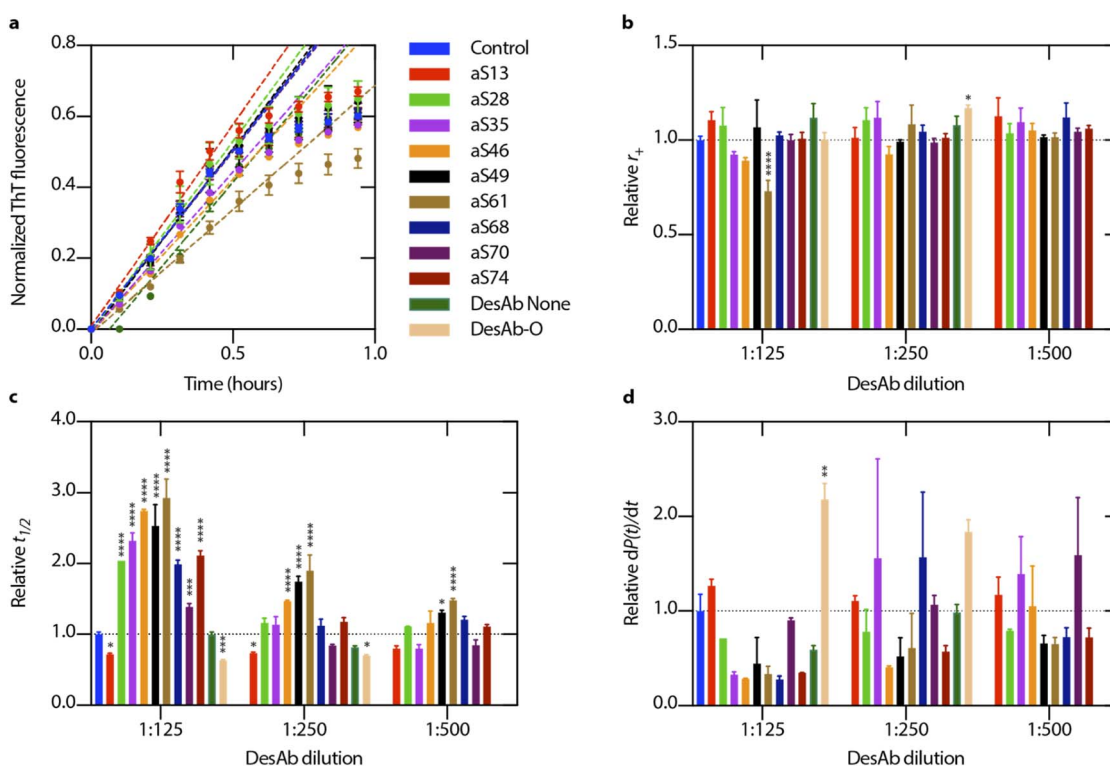 a
0.8
0.6
0.4
0.2
0.0
0.0
0.5
1.0
Normalized ThT fluorescence
Time (hours)
Control
aS13
aS28
aS35
aS46
aS49
aS61
aS68
aS70
aS74
DesAb None
DesAb-O
b
1.5
1.0
0.5
0.0
Relative r+
****
*
1:125
1:250
1:500
DesAb dilution
c
4.0
3.0
2.0
1.0
0.0
Relative t1/2
*
****
****
****
****
****
****
***
****
***
*
****
****
****
*
*
****
1:125
1:250
1:500
DesAb dilution
d
3.0
2.0
1.0
0.0
Relative dP(t)/dt
**
1:125
1:250
1:500
DesAb dilution